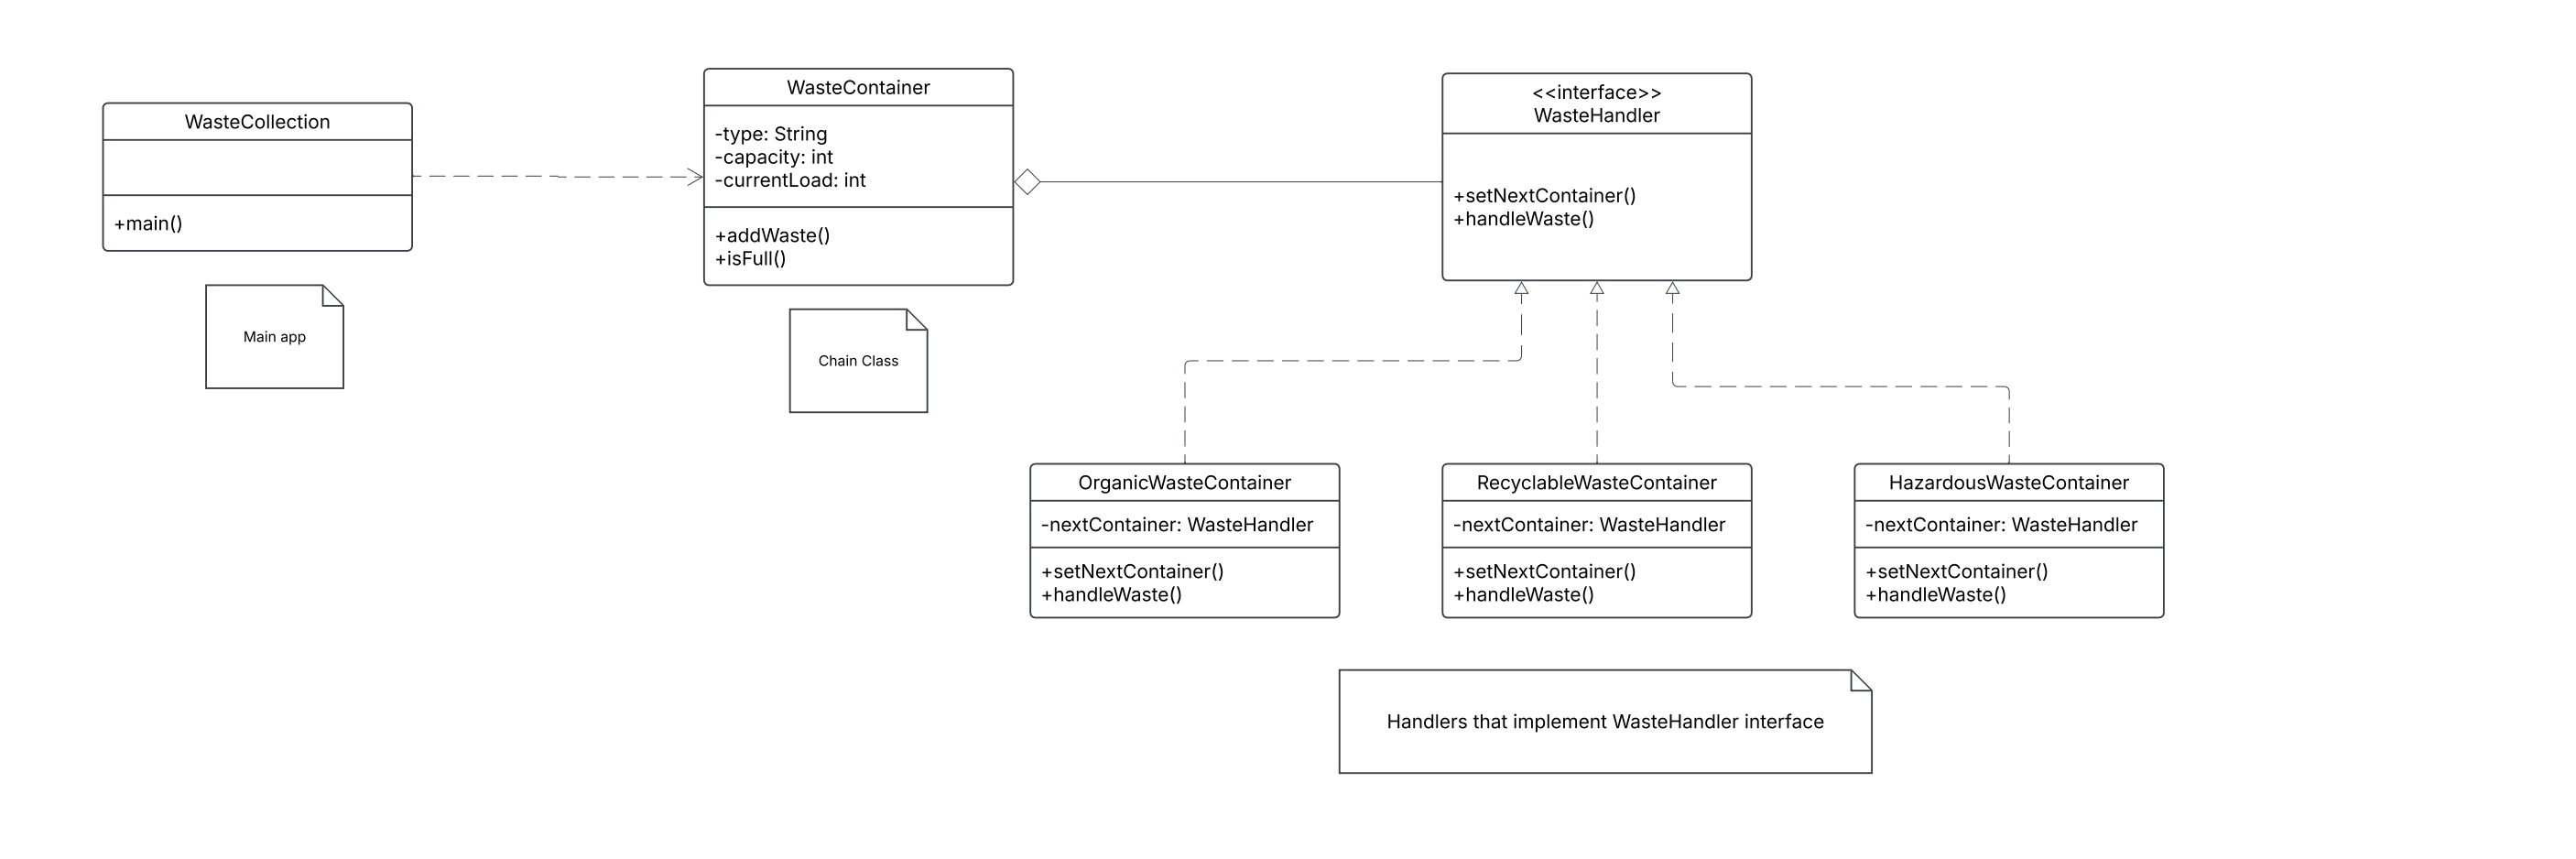 WasteCollection
+main()
Main app
WasteContainer
-type: String
-capacity: int
-currentLoad: int
+addWaste()
+isFull()
Chain Class
<<interface>>
WasteHandler
+setNextContainer()
+handleWaste()
OrganicWasteContainer
-nextContainer: WasteHandler
+setNextContainer()
+handleWaste()
RecyclableWasteContainer
-nextContainer: WasteHandler
+setNextContainer()
+handleWaste()
HazardousWasteContainer
-nextContainer: WasteHandler
+setNextContainer()
+handleWaste()
Handlers that implement WasteHandler interface